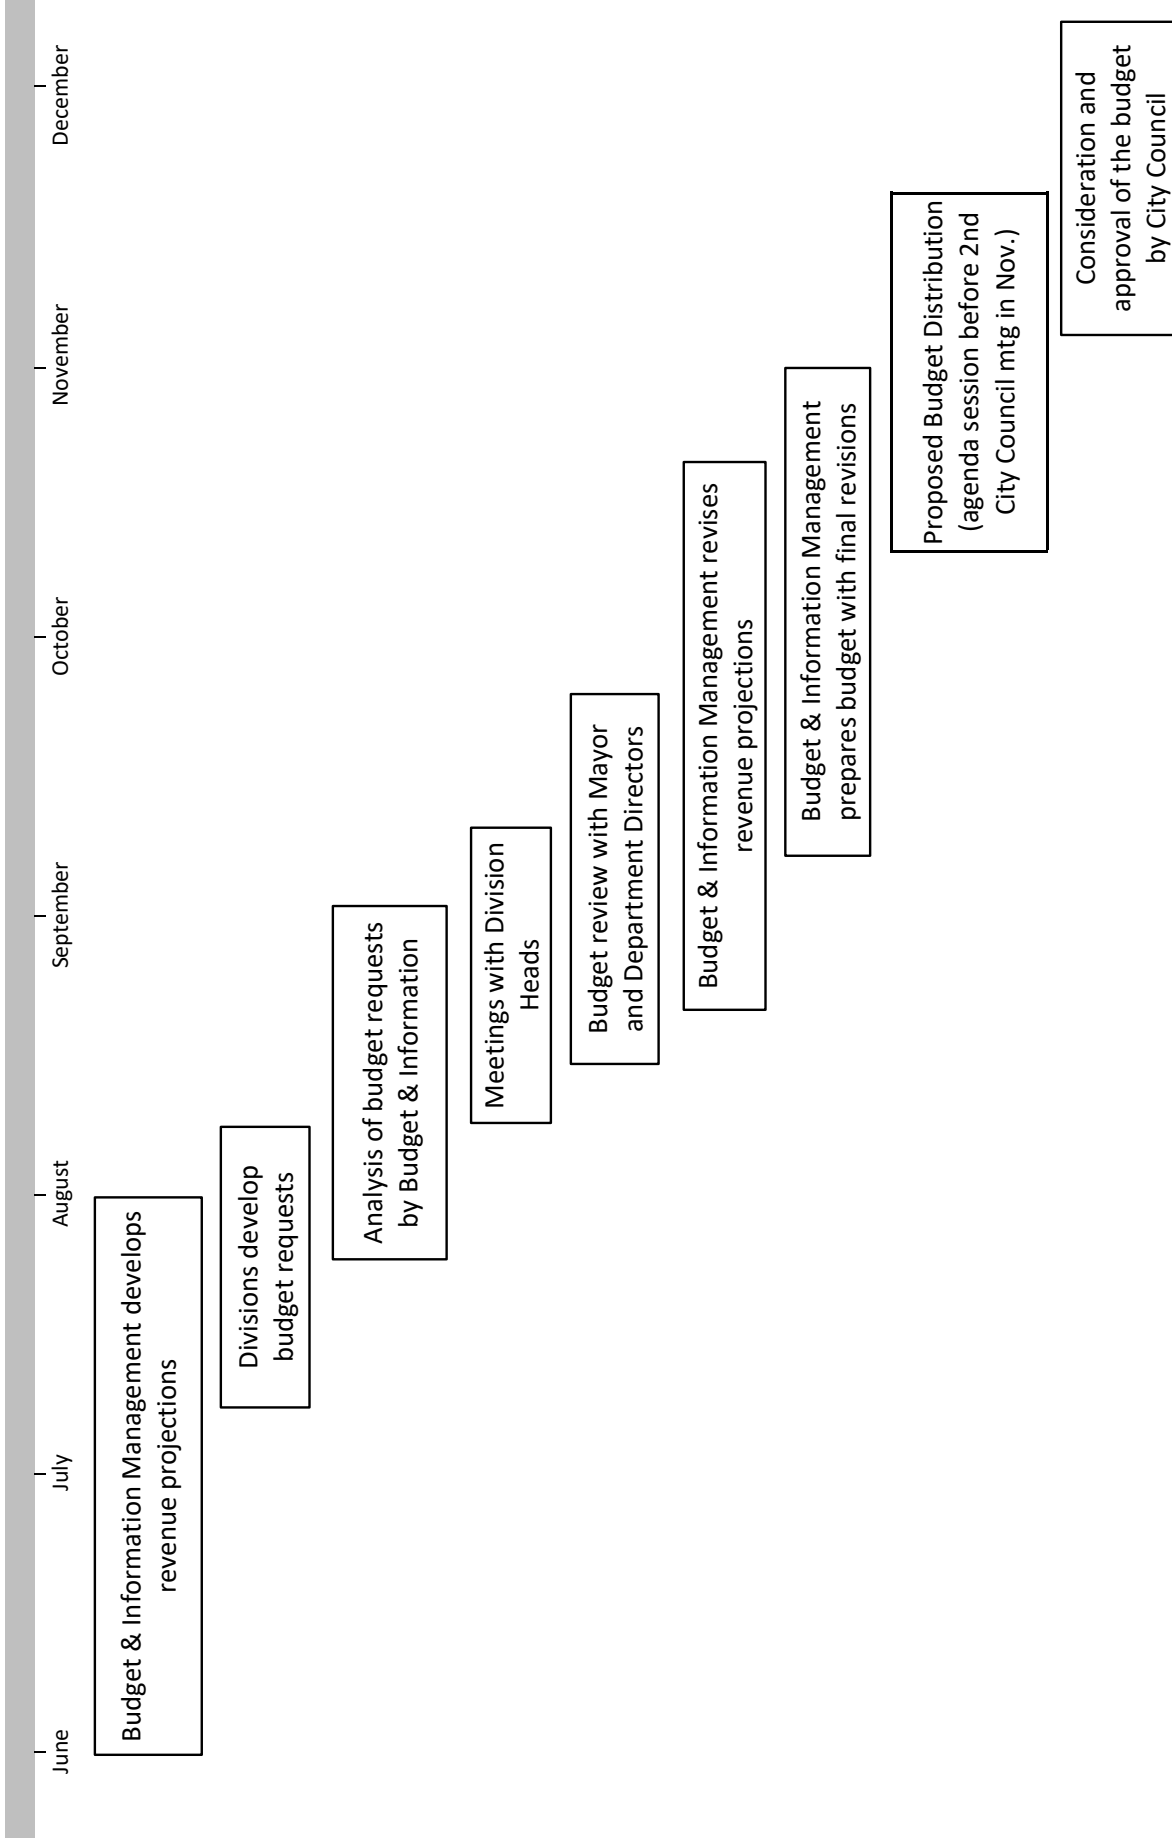 June
July
August
September
October
November
December
Budget & Information Management develops
revenue projections
Divisions develop
budget requests
Analysis of budget requests
by Budget & Information
Meetings with Division
Heads
Budget review with Mayor
and Department Directors
Budget & Information Management revises
revenue projections
Budget & Information Management
prepares budget with final revisions
Proposed Budget Distribution
(agenda session before 2nd
City Council mtg in Nov.)
Consideration and
approval of the budget
by City Council